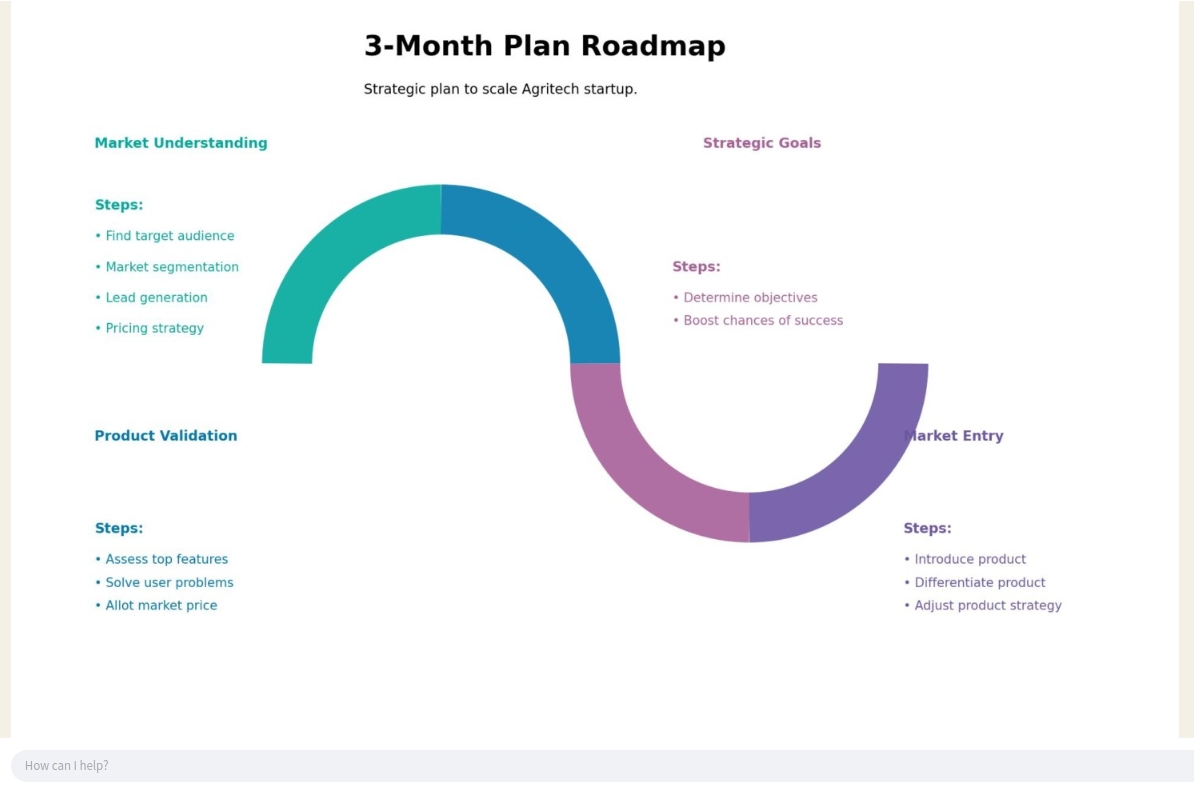 3-Month Plan Roadmap
Strategic plan to scale Agritech startup.
Market Understanding
Steps:
• Find target audience
• Market segmentation
• Lead generation
• Pricing strategy
Strategic Goals
Steps:
• Determine objectives
• Boost chances of success
Product Validation
Steps:
• Assess top features
• Solve user problems
• Allot market price
Market Entry
Steps:
• Introduce product
• Differentiate product
• Adjust product strategy
How can I help?